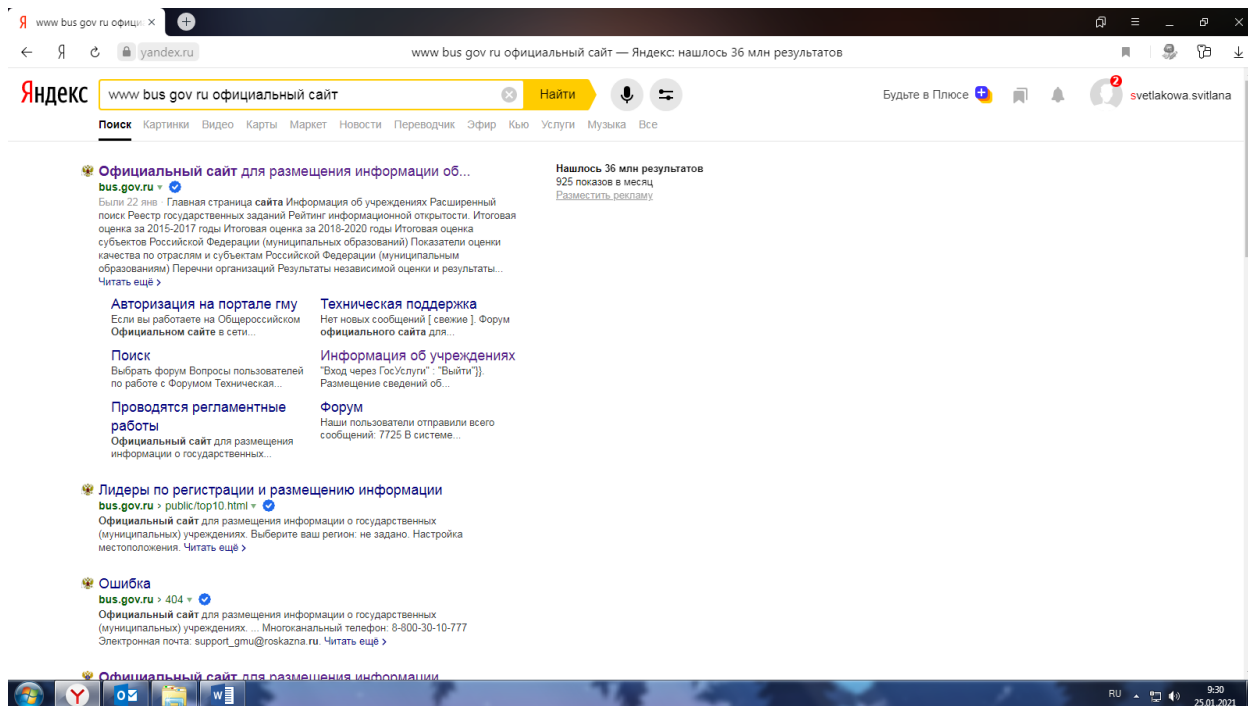 www bus gov ru официа
yandex.ru
www bus gov ru официальный сайт — Яндекс: нашлось 36 млн результатов
Яндекс
www bus gov ru официальный сайт
Найти
Будьте в Плюсе
2
svetlakowa.svitlana
Поиск Картинки Видео Карты Маркет Новости Переводчик Эфир Кью Услуги Музыка Все
Официальный сайт для размещения информации об...
bus.gov.ru
Были 22 янв · Главная страница сайта Информация об учреждениях Расширенный
поиск Реестр государственных заданий Рейтинг информационной открытости. Итоговая
оценка за 2015-2017 годы Итоговая оценка за 2018-2020 годы Итоговая оценка
субъектов Российской Федерации (муниципальных образований) Показатели оценки
качества по отраслям и субъектам Российской Федерации (муниципальным
образованиям) Перечни организаций Результаты независимой оценки и результаты...
Читать ещё >
Нашлось 36 млн результатов
925 показов в месяц
Разместить рекламу
Авторизация на портале гму
Если вы работаете на Общероссийском
Официальном сайте в сети...
Техническая поддержка
Нет новых сообщений [ свежие ]. Форум
официального сайта для...
Поиск
Выбрать форум Вопросы пользователей
по работе с Форумом Техническая...
Информация об учреждениях
"Вход через ГосУслуги" : "Выйти"}}.
Размещение сведений об...
Проводятся регламентные
работы
Официальный сайт для размещения
информации о государственных...
Форум
Наши пользователи отправили всего
сообщений: 7725 В системе...
Лидеры по регистрации и размещению информации
bus.gov.ru > public/top10.html
Официальный сайт для размещения информации о государственных
(муниципальных) учреждениях. Выберите ваш регион: не задано. Настройка
местоположения. Читать ещё >
Ошибка
bus.gov.ru > 404
Официальный сайт для размещения информации о государственных
(муниципальных) учреждениях. ... Многоканальный телефон: 8-800-30-10-777
Электронная почта: support_gmu@roskazna.ru. Читать ещё >
Официальный сайт для размещения информации
RU
9:30
25.01.2021